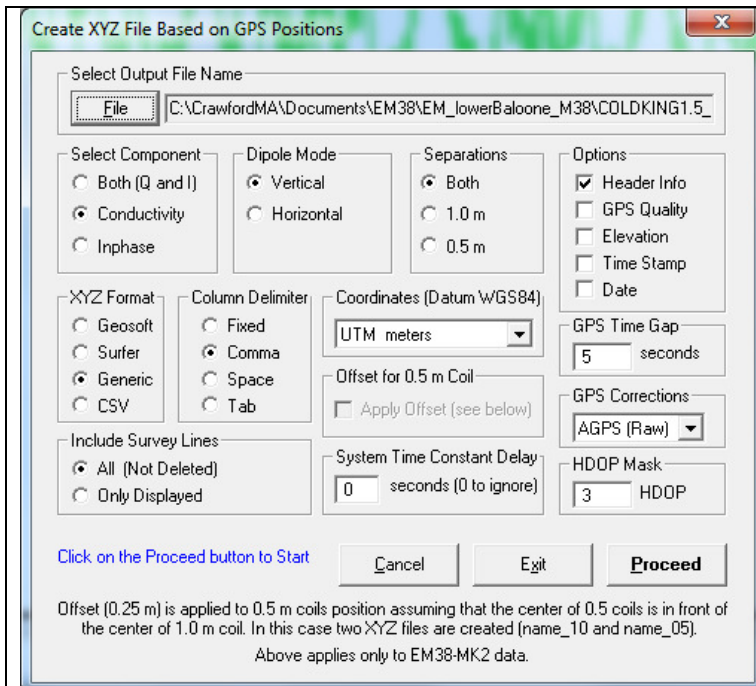 Create XYZ File Based on GPS Positions
X
Select Output File Name
File
C:\CrawfordMA\Documents\EM38\EM_lowerBaloone_M38\COLDKING1.5_
Select Component
Both (Q and I)
Conductivity
Inphase
Dipole Mode
Vertical
Horizontal
Separations
Both
1.0 m
0.5 m
Options
Header Info
GPS Quality
Elevation
Time Stamp
Date
XYZ Format
Geosoft
Surfer
Generic
CSV
Column Delimiter
Fixed
Comma
Space
Tab
Coordinates (Datum WGS84)
UTM meters
GPS Time Gap
5 seconds
Offset for 0.5 m Coil
Apply Offset (see below)
GPS Corrections
AGPS (Raw)
Include Survey Lines
All (Not Deleted)
Only Displayed
System Time Constant Delay
0 seconds (0 to ignore)
HDOP Mask
3 HDOP
Click on the Proceed button to Start
Cancel
Exit
Proceed
Offset (0.25 m) is applied to 0.5 m coils position assuming that the center of 0.5 coils is in front of
the center of 1.0 m coil. In this case two XYZ files are created (name_10 and name_05).
Above applies only to EM38-MK2 data.